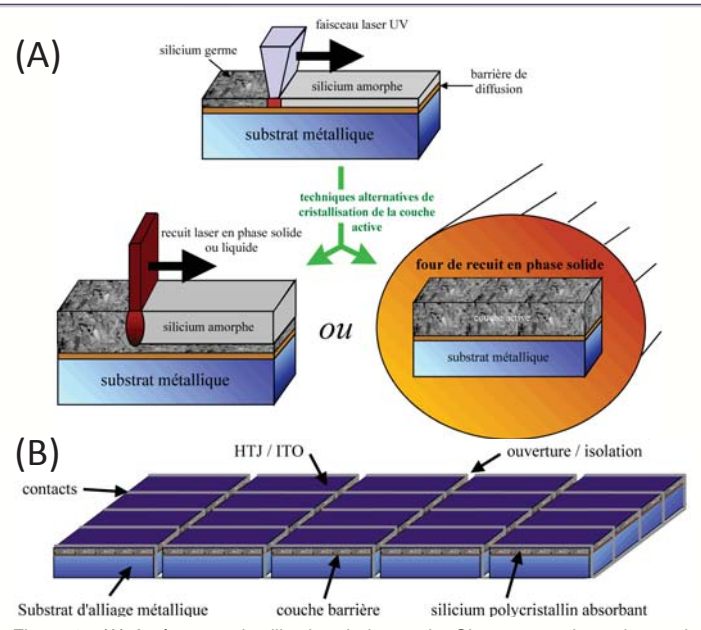 (A)
faisceau laser UV
silicium germe
silicium amorphe
barrière de
diffusion
substrat métallique
techniques alternatives de
cristallisation de la couche
active
recuit laser en phase solide
ou liquide
silicium amorphe
substrat métallique
ou
four de recuit en phase solide
couche active
substrat métallique
(B)
HTJ / ITO
ouverture / isolation
contacts
Substrat d'alliage métallique
couche barrière
silicium polycristallin absorbant